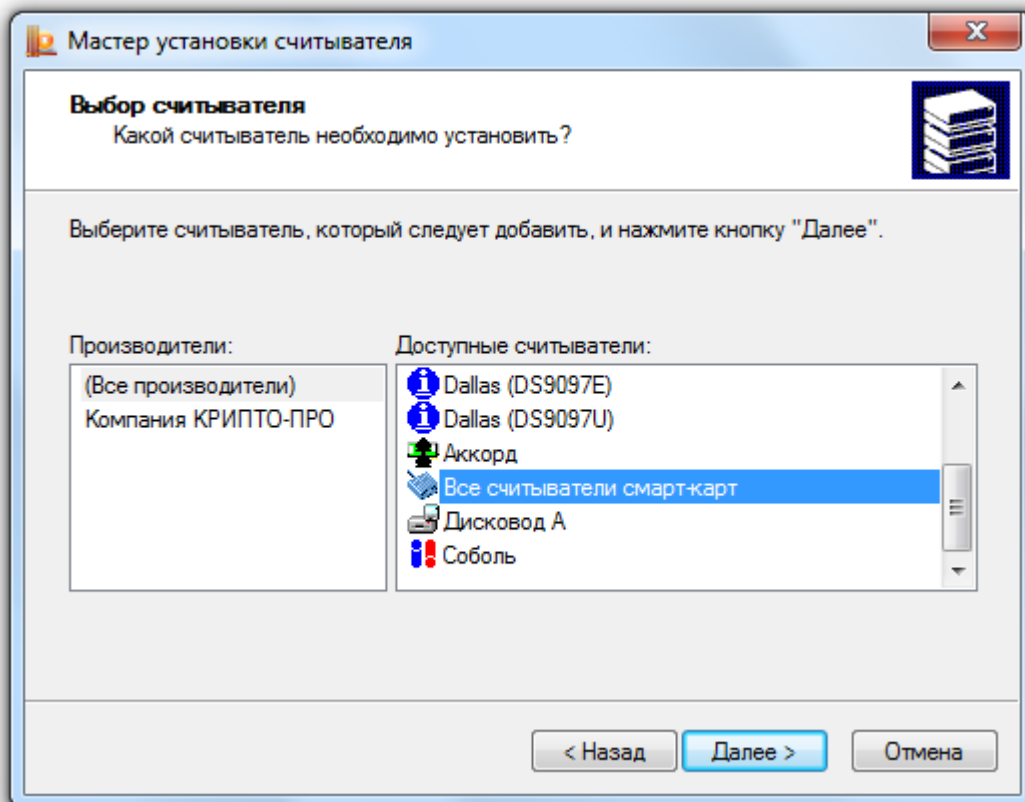 Мастер установки считывателя
Выбор считывателя
Какой считыватель необходимо установить?
Выберите считыватель, который следует добавить, и нажмите кнопку "Далее".
Производители:
(Все производители)
Компания КРИПТО-ПРО
Доступные считыватели:
Dallas (DS9097E)
Dallas (DS9097U)
Аккорд
Все считыватели смарт-карт
Дисковод А
Соболь
< Назад
Далее >
Отмена